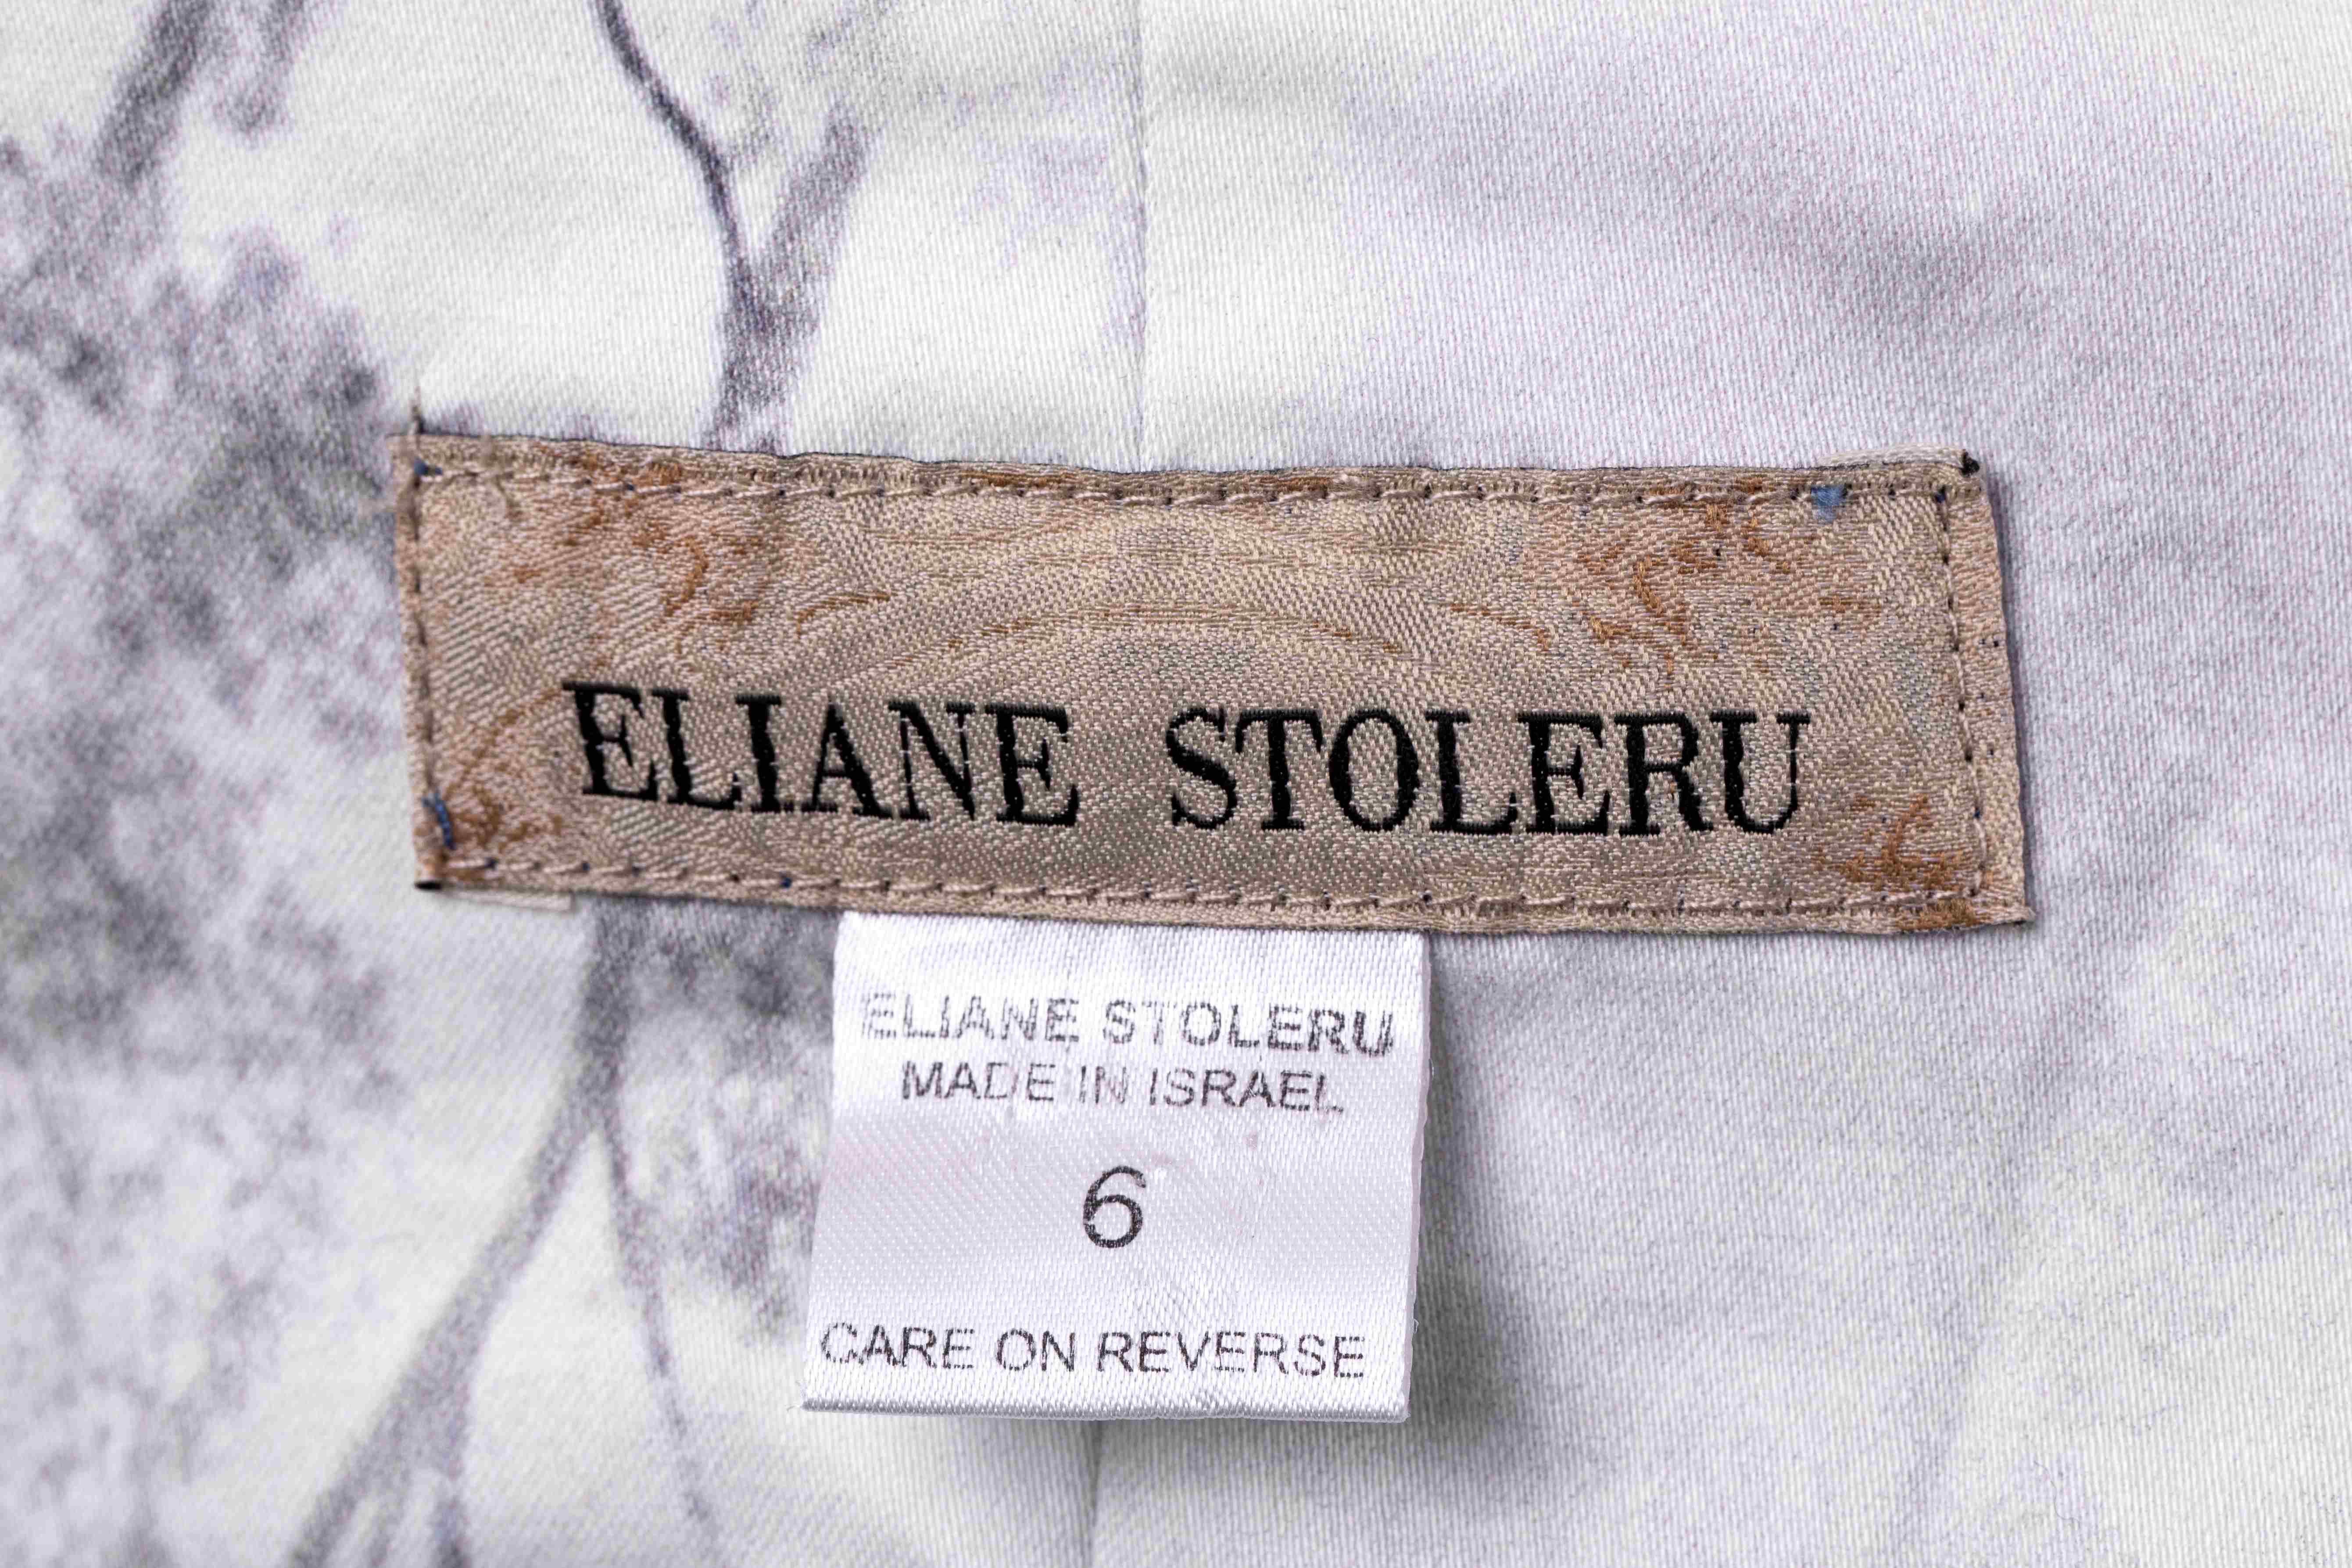 ELIANE STOLERU
ELIANE STOLERU
MADE IN ISRAEL
6
CARE ON REVERSE